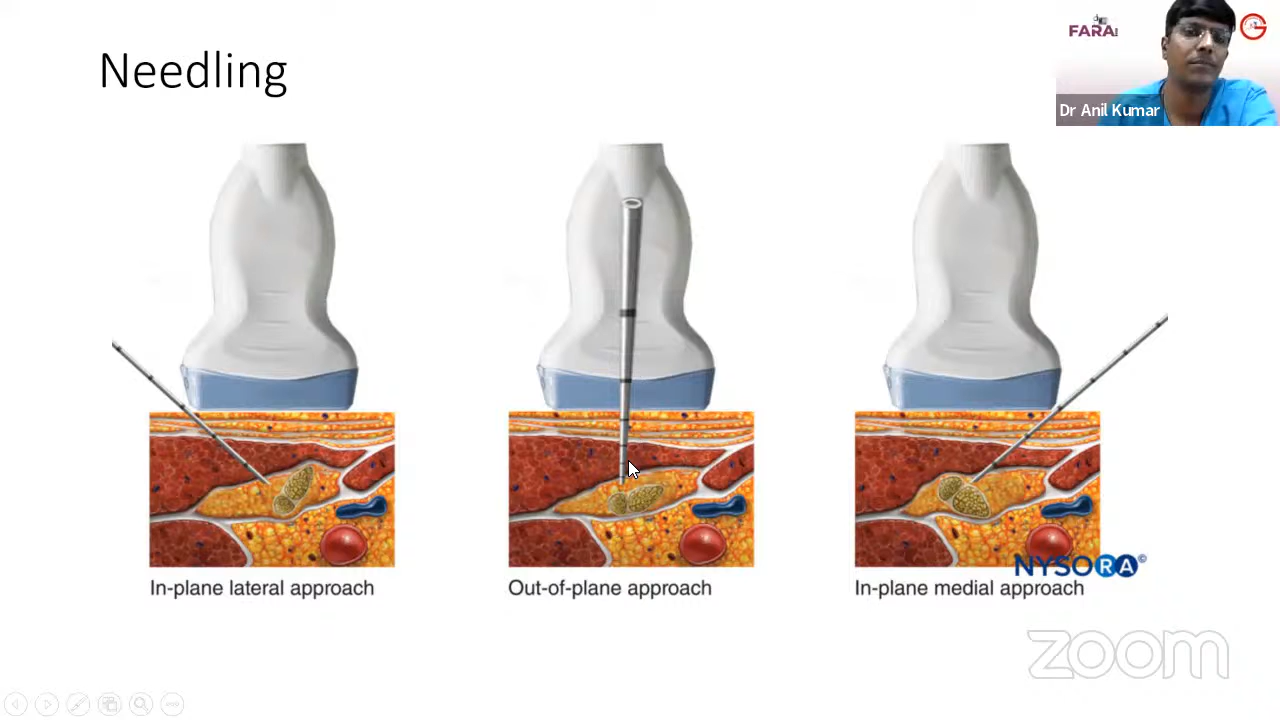 Needling
FARA
Dr Anil Kumar
In-plane lateral approach
Out-of-plane approach
In-plane medial approach
NYSORA©
zoom